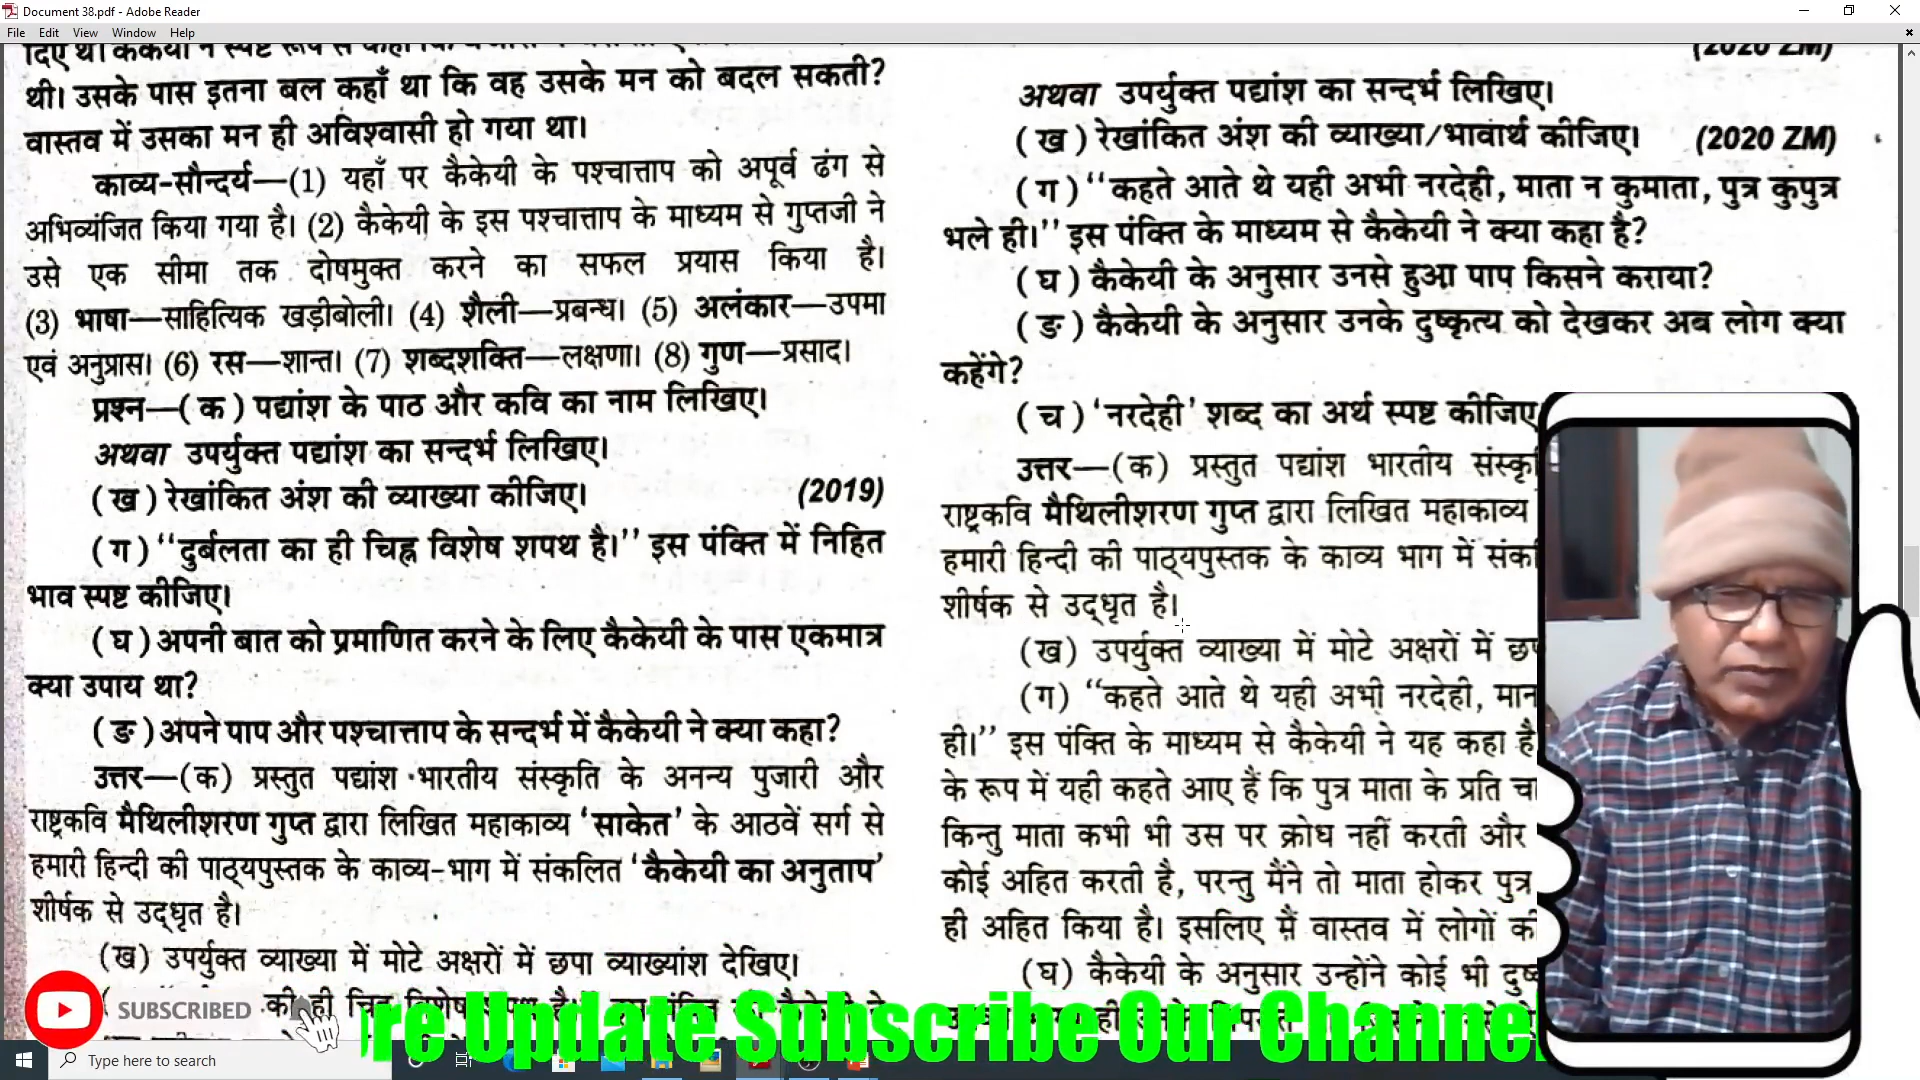 Document 38.pdf - Adobe Reader
File Edit View Window Help
थी। उसके पास इतना बल कहाँ था कि वह उसके मन को बदल सकती?
वास्तव में उसका मन ही अविश्वासी हो गया था।
काव्य-सौन्दर्य—(1) यहाँ पर कैकेयी के पश्चात्ताप को अपूर्व ढंग से
अभिव्यंजित किया गया है। (2) कैकेयी के इस पश्चात्ताप के माध्यम से गुप्तजी ने
उसे एक सीमा तक दोषमुक्त करने का सफल प्रयास किया है।
(3) भाषा—साहित्यिक खड़ीबोली। (4) शैली—प्रबन्ध। (5) अलंकार—उपमा
एवं अनुप्रास। (6) रस—शान्त। (7) शब्दशक्ति—लक्षणा। (8) गुण—प्रसाद।
प्रश्न—(क) पद्यांश के पाठ और कवि का नाम लिखिए।
अथवा उपर्युक्त पद्यांश का सन्दर्भ लिखिए।
(ख) रेखांकित अंश की व्याख्या कीजिए। (2019)
(ग) “दुर्बलता का ही चिह्न विशेष शपथ है।” इस पंक्ति में निहित
भाव स्पष्ट कीजिए।
(घ) अपनी बात को प्रमाणित करने के लिए कैकेयी के पास एकमात्र
क्या उपाय था?
(ङ) अपने पाप और पश्चात्ताप के सन्दर्भ में कैकेयी ने क्या कहा?
उत्तर—(क) प्रस्तुत पद्यांश भारतीय संस्कृति के अनन्य पुजारी और
राष्ट्रकवि मैथिलीशरण गुप्त द्वारा लिखित महाकाव्य ‘साकेत’ के आठवें सर्ग से
हमारी हिन्दी की पाठ्यपुस्तक के काव्य-भाग में संकलित ‘कैकेयी का अनुताप’
शीर्षक से उद्धृत है।
(ख) उपर्युक्त व्याख्या में मोटे अक्षरों में छपा व्याख्यांश देखिए।
(2020 ZM)
अथवा उपर्युक्त पद्यांश का सन्दर्भ लिखिए।
(ख) रेखांकित अंश की व्याख्या/भावार्थ कीजिए। (2020 ZM)
(ग) “कहते आते थे यही अभी नरदेही, माता न कुमाता, पुत्र कुपुत्र
भले ही।” इस पंक्ति के माध्यम से कैकेयी ने क्या कहा है?
(घ) कैकेयी के अनुसार उनसे हुआ पाप किसने कराया?
(ङ) कैकेयी के अनुसार उनके दुष्कृत्य को देखकर अब लोग क्या
कहेंगे?
(च) ‘नरदेही’ शब्द का अर्थ स्पष्ट कीजिए
उत्तर—(क) प्रस्तुत पद्यांश भारतीय
राष्ट्रकवि मैथिलीशरण गुप्त द्वारा लिखित महाकाव्य
हमारी हिन्दी की पाठ्यपुस्तक के काव्य भाग में
शीर्षक से उद्धृत है।
(ख) उपर्युक्त व्याख्या में मोटे अक्षरों में
(ग) “कहते आते थे यही अभी नरदेही,
ही।” इस पंक्ति के माध्यम से कैकेयी ने यह कहा है
के रूप में यही कहते आए हैं कि पुत्र माता के प्रति
किन्तु माता कभी भी उस पर क्रोध नहीं करती और
कोई अहित करती है, परन्तु मैंने तो माता होकर पुत्र
ही अहित किया है। इसलिए मैं वास्तव में लोगों
(घ) कैकेयी के अनुसार उन्होंने कोई भी
SUBSCRIBED
re Update Subscribe Our Channel
Type here to search